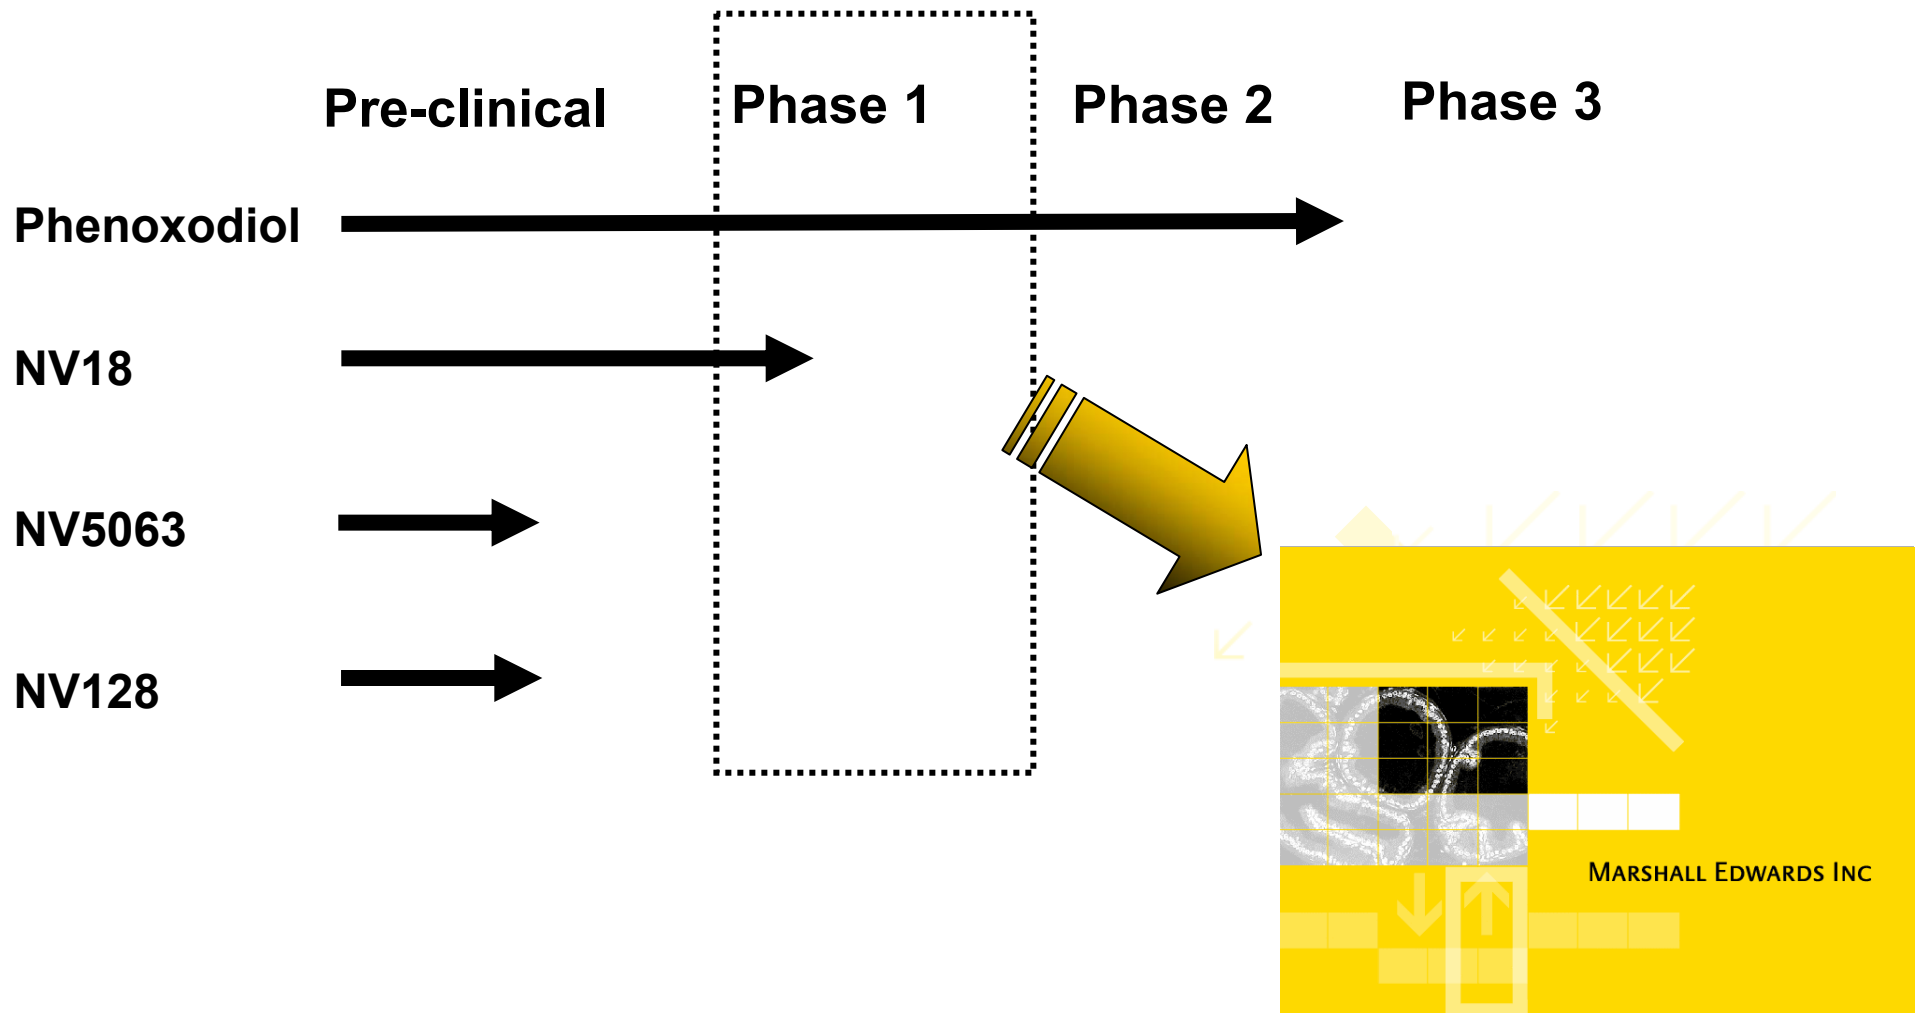 Pre-clinical Phase 1 Phase 2 Phase 3
Phenoxodiol
NV18
NV5063
NV128
MARSHALL EDWARDS INC